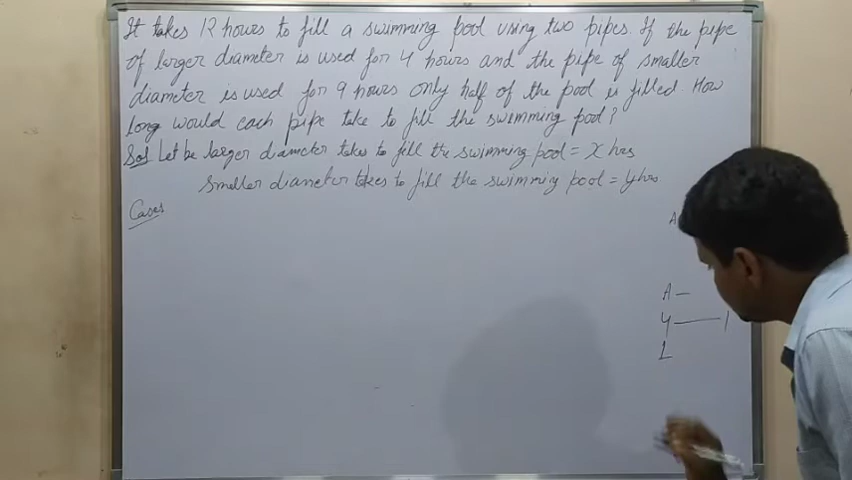 It takes 12 hours to fill a swimming pool using two pipes. If the pipe
of larger diameter is used for 4 hours and the pipe of smaller
diameter is used for 9 hours only half of the pool is filled. How
long would each pipe take to fill the swimming pool?
Sol Let be larger diameter takes to fill the swimming pool = x hrs
Smaller diameter takes to fill the swimming pool = y hrs
Cases
A
A —
4 — 1
1